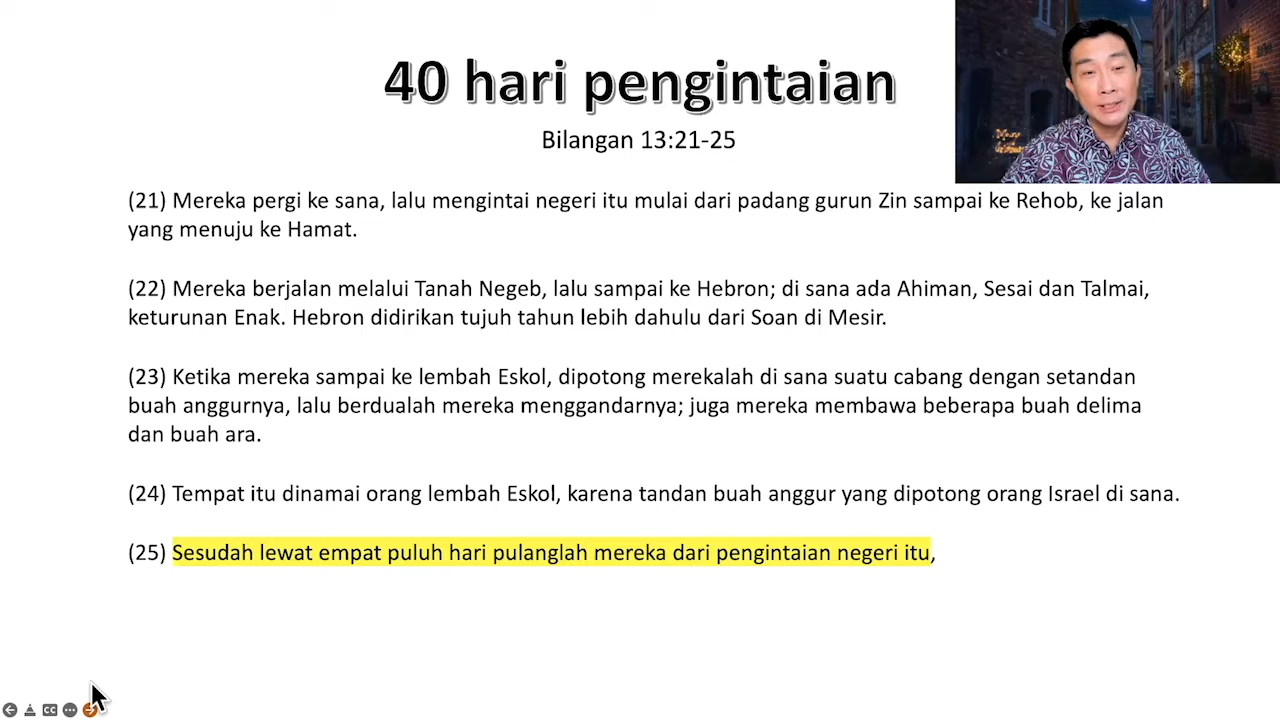 40 hari pengintaian
Bilangan 13:21-25
(21) Mereka pergi ke sana, lalu mengintai negeri itu mulai dari padang gurun Zin sampai ke Rehob, ke jalan
yang menuju ke Hamat.
(22) Mereka berjalan melalui Tanah Negeb, lalu sampai ke Hebron; di sana ada Ahiman, Sesai dan Talmai,
keturunan Enak. Hebron didirikan tujuh tahun lebih dahulu dari Soan di Mesir.
(23) Ketika mereka sampai ke lembah Eskol, dipotong merekalah di sana suatu cabang dengan setandan
buah anggurnya, lalu berdualah mereka menggandarnya; juga mereka membawa beberapa buah delima
dan buah ara.
(24) Tempat itu dinamai orang lembah Eskol, karena tandan buah anggur yang dipotong orang Israel di sana.
(25) Sesudah lewat empat puluh hari pulanglah mereka dari pengintaian negeri itu,
CC